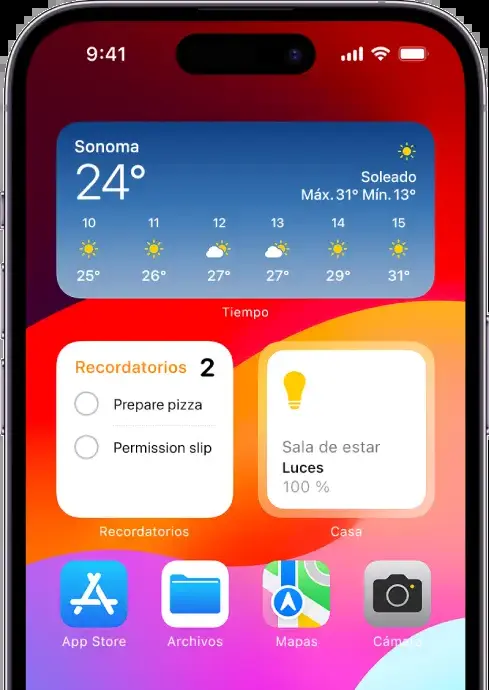 9:41
Sonoma
24°
Soleado
Máx. 31° Mín. 13°
10 11 12 13 14 15
25° 26° 27° 27° 29° 31°
Tiempo
Recordatorios 2
Prepare pizza
Permission slip
Recordatorios
Sala de estar
Luces
100 %
Casa
App Store Archivos Mapas Cámara